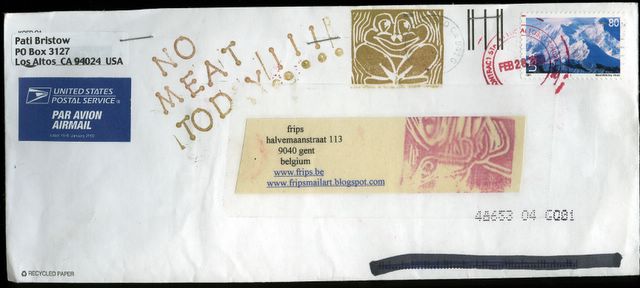 Pati Bristow
PO Box 3127
Los Altos CA 94024 USA
UNITED STATES
POSTAL SERVICE
PAR AVION
AIRMAIL
NO
MEAT
TODAY!!!!
FEB 28
80
frips
halvemaanstraat 113
9040 gent
belgium
www.frips.be
www.fripsmailart.blogspot.com
48653 04 CQ81
RECYCLED PAPER